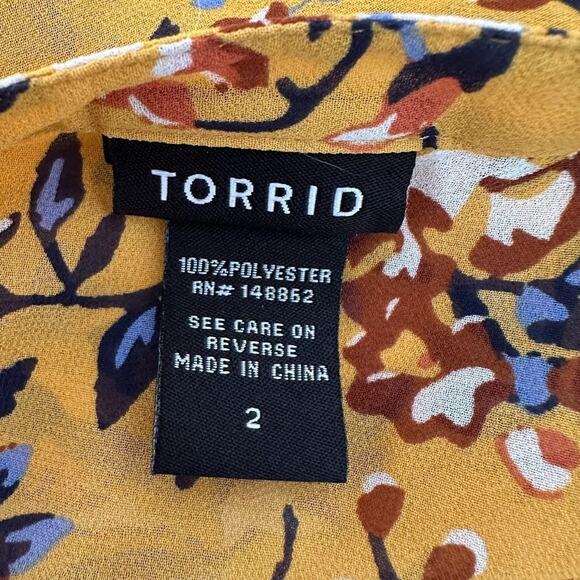 TORRID
100%POLYESTER
RN# 148862
SEE CARE ON
REVERSE
MADE IN CHINA
2